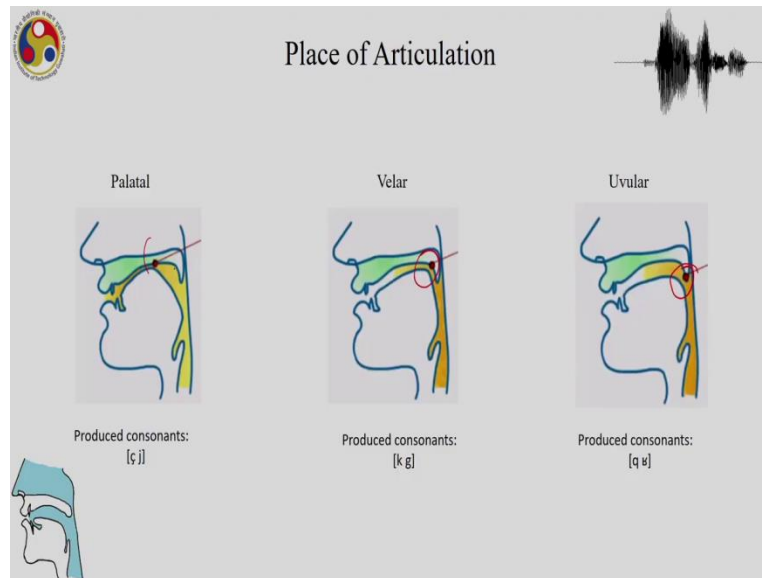 Place of Articulation
Palatal
Velar
Uvular
Produced consonants:
[ç j]
Produced consonants:
[k g]
Produced consonants:
[q ʁ]